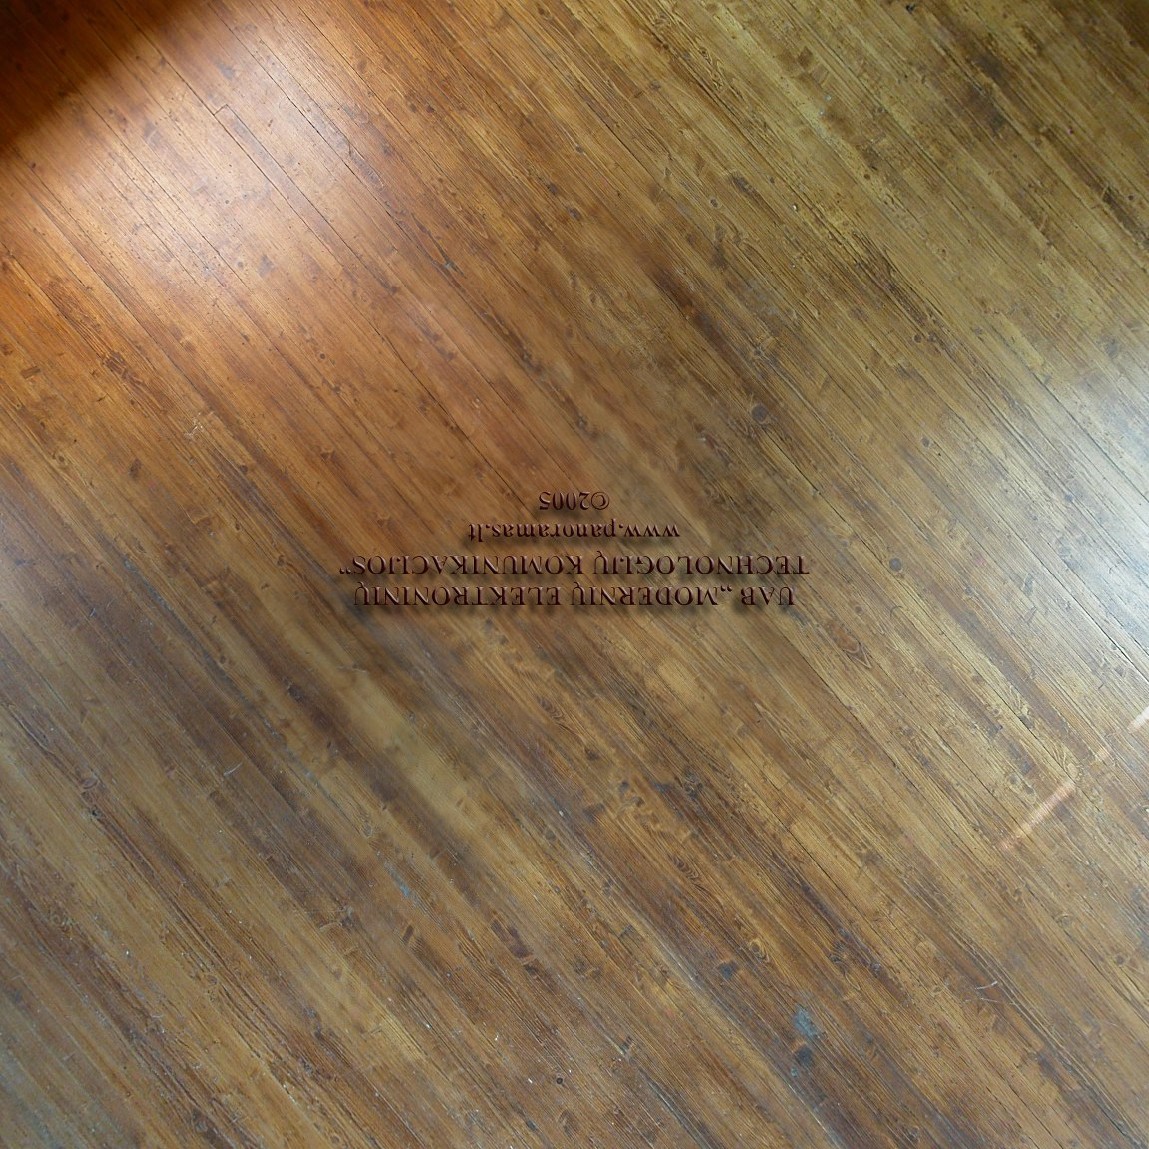 UAB „MODERNIŲ ELEKTRONINIŲ
TECHNOLOGIJŲ KOMUNIKACIJOS”
www.panoramas.lt
©2005